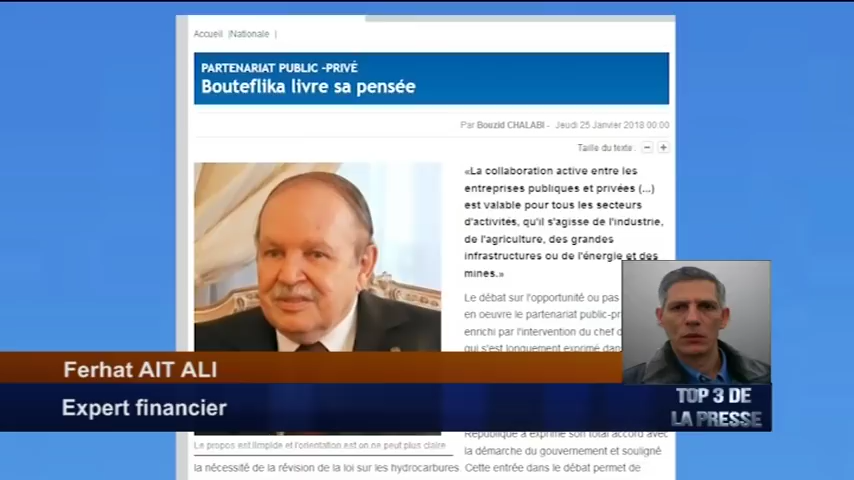 Accueil |Nationale |
PARTENARIAT PUBLIC -PRIVÉ
Bouteflika livre sa pensée
Par Bouzid CHALABI - Jeudi 25 Janvier 2018 00:00
Taille du texte : − +
«La collaboration active entre les
entreprises publiques et privées (...)
est valable pour tous les secteurs
d'activités, qu'il s'agisse de l'industrie,
de l'agriculture, des grandes
infrastructures ou de l'énergie et des
mines.»
Le débat sur l'opportunité ou pas
en oeuvre le partenariat public-pr
enrichi par l'intervention du chef d
qui s'est longuement exprimé dans
Ferhat AIT ALI
Expert financier
TOP 3 DE
LA PRESSE
République a exprimé son total accord avec
la démarche du gouvernement et souligné
Le propos est limpide et l'orientation est on ne peut plus claire
la nécessité de la révision de la loi sur les hydrocarbures. Cette entrée dans le débat permet de